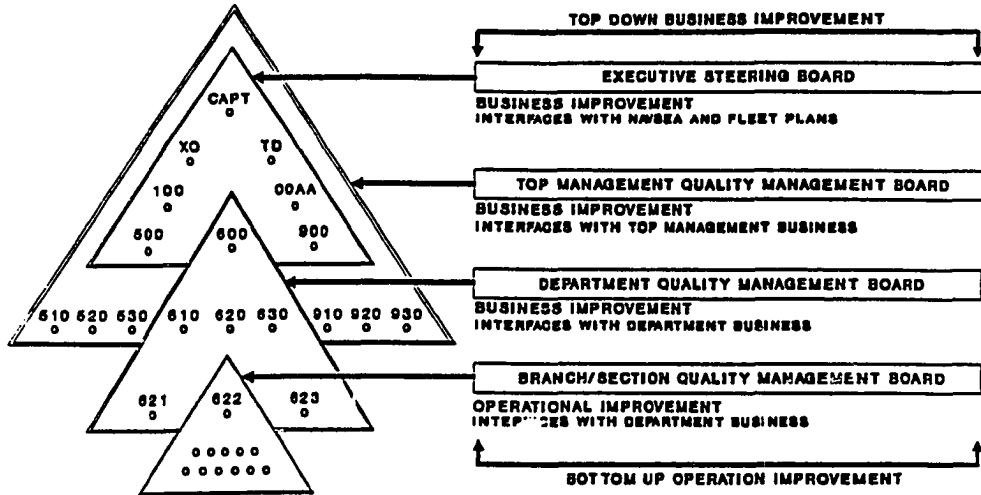 TOP DOWN BUSINESS IMPROVEMENT
EXECUTIVE STEERING BOARD
BUSINESS IMPROVEMENT
INTERFACES WITH NAVSEA AND FLEET PLANS
TOP MANAGEMENT QUALITY MANAGEMENT BOARD
BUSINESS IMPROVEMENT
INTERFACES WITH TOP MANAGEMENT BUSINESS
DEPARTMENT QUALITY MANAGEMENT BOARD
BUSINESS IMPROVEMENT
INTERFACES WITH DEPARTMENT BUSINESS
BRANCH/SECTION QUALITY MANAGEMENT BOARD
OPERATIONAL IMPROVEMENT
WITH DEPARTMENT BUSINESS
BOTTOM UP OPERATION IMPROVEMENT
CAPT
XO TD
100 00AA
500 600 900
510 520 530 610 620 630 910 920 930
621 622 623